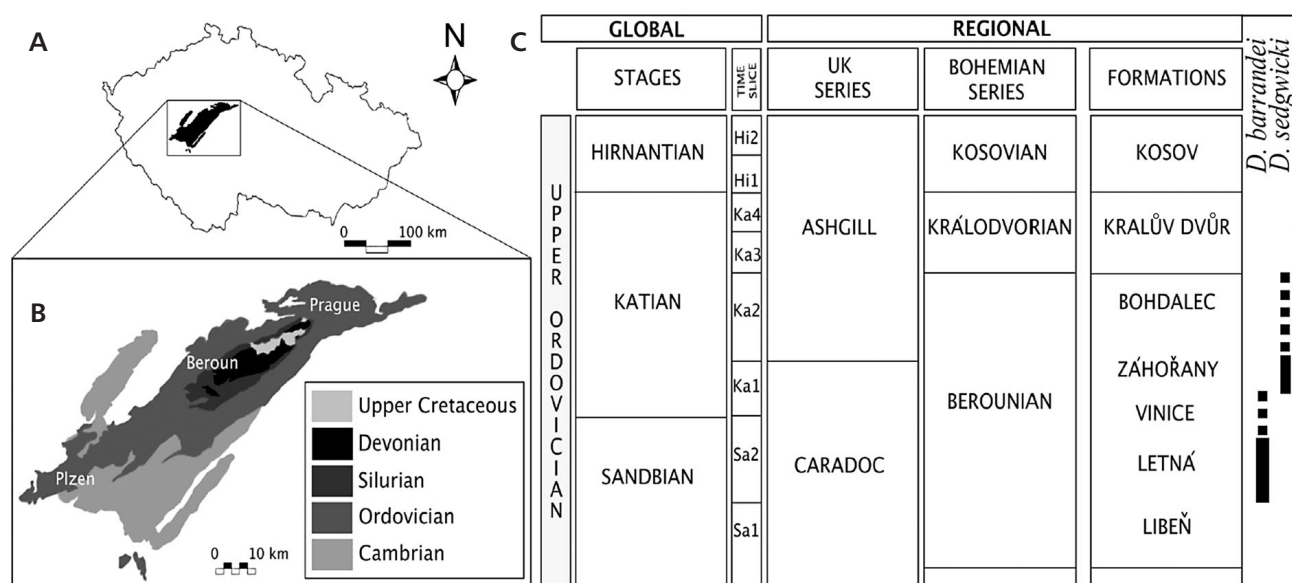 A
N
0 100 km
B
Prague
Beroun
Plzeň
Upper Cretaceous
Devonian
Silurian
Ordovician
Cambrian
0 10 km
C
GLOBAL
REGIONAL
STAGES
TIME
SLICE
UK
SERIES
BOHEMIAN
SERIES
FORMATIONS
D. barrandei
D. sedgwicki
UPPER ORDOVICIAN
HIRNANTIAN
KATIAN
SANDBIAN
Hi2
Hi1
Ka4
Ka3
Ka2
Ka1
Sa2
Sa1
ASHGILL
CARADOC
KOSOVIAN
KRÁLODVORIAN
BEROUNIAN
KOSOV
KRALŮV DVŮR
BOHDALEC
ZÁHOŘANY
VINICE
LETNÁ
LIBEŇ